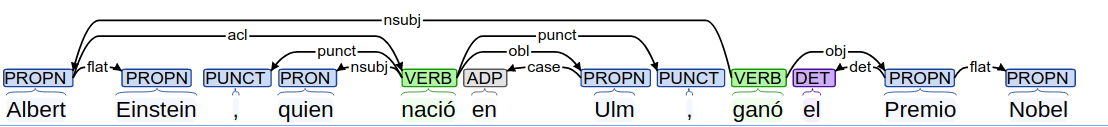 nsubj
acl punct
punct obl obj
flat nsubj case det flat
PROPN PROPN PUNCT PRON VERB ADP PROPN PUNCT VERB DET PROPN PROPN
Albert Einstein , quien nació en Ulm , ganó el Premio Nobel